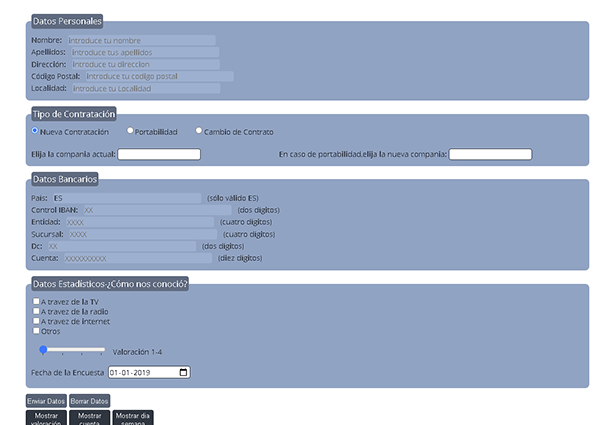 Datos Personales
Nombre: Introduce tu nombre
Apellidos: Introduce tus apellidos
Dirección: Introduce tu direccion
Código Postal: Introduce tu codigo postal
Localidad: Introduce tu Localidad
Tipo de Contratación
Nueva Contratación Portabilidad Cambio de Contrato
Elija la compania actual: En caso de portabilidad,elija la nueva compania:
Datos Bancarios
Pais: ES (sólo válido ES)
Control IBAN: XX (dos digitos)
Entidad: XXXX (cuatro digitos)
Sucursal: XXXX (cuatro digitos)
Dc: XX (dos digitos)
Cuenta: XXXXXXXXXX (diez digitos)
Datos Estadísticos-¿Cómo nos conoció?
A travez de la TV
A travez de la radio
A travez de internet
Otros
Valoración 1-4
Fecha de la Encuesta 01-01-2019
Enviar Datos Borrar Datos
Mostrar valoración Mostrar cuenta Mostrar dia semana